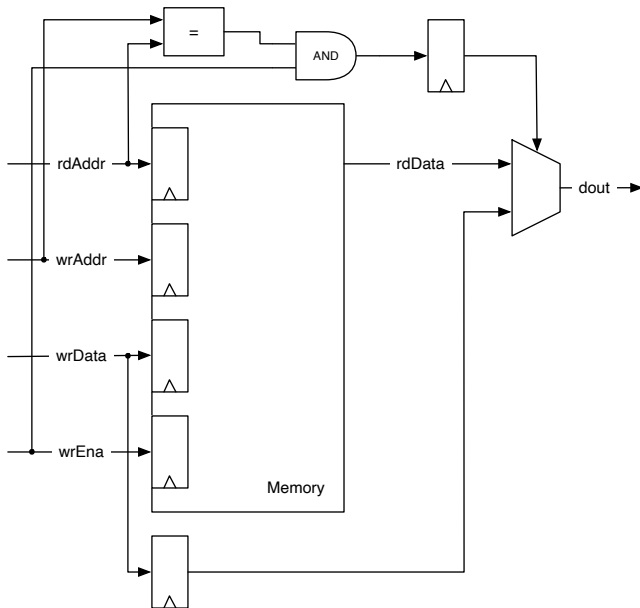 =
AND
rdAddr
rdData
dout
wrAddr
wrData
wrEna
Memory